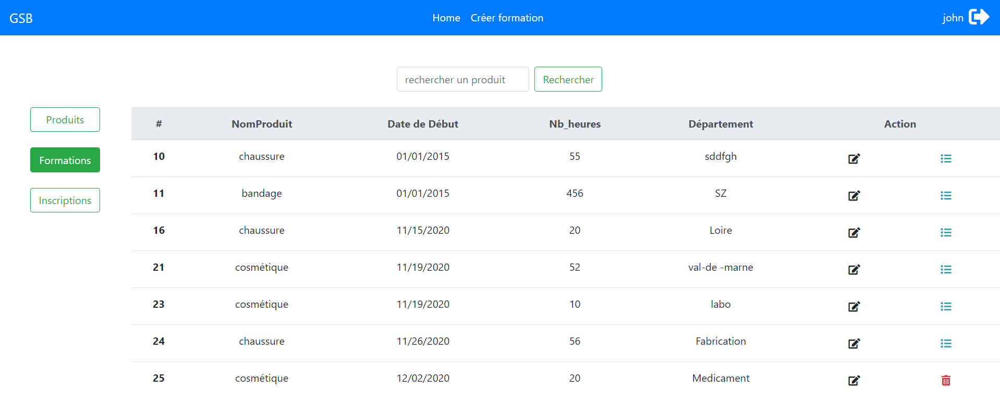 GSB Home Créer formation john
rechercher un produit Rechercher
Produits
Formations
Inscriptions
# NomProduit Date de Début Nb_heures Département Action
10 chaussure 01/01/2015 55 sddfgh
11 bandage 01/01/2015 456 SZ
16 chaussure 11/15/2020 20 Loire
21 cosmétique 11/19/2020 52 val-de -marne
23 cosmétique 11/19/2020 10 labo
24 chaussure 11/26/2020 56 Fabrication
25 cosmétique 12/02/2020 20 Medicament